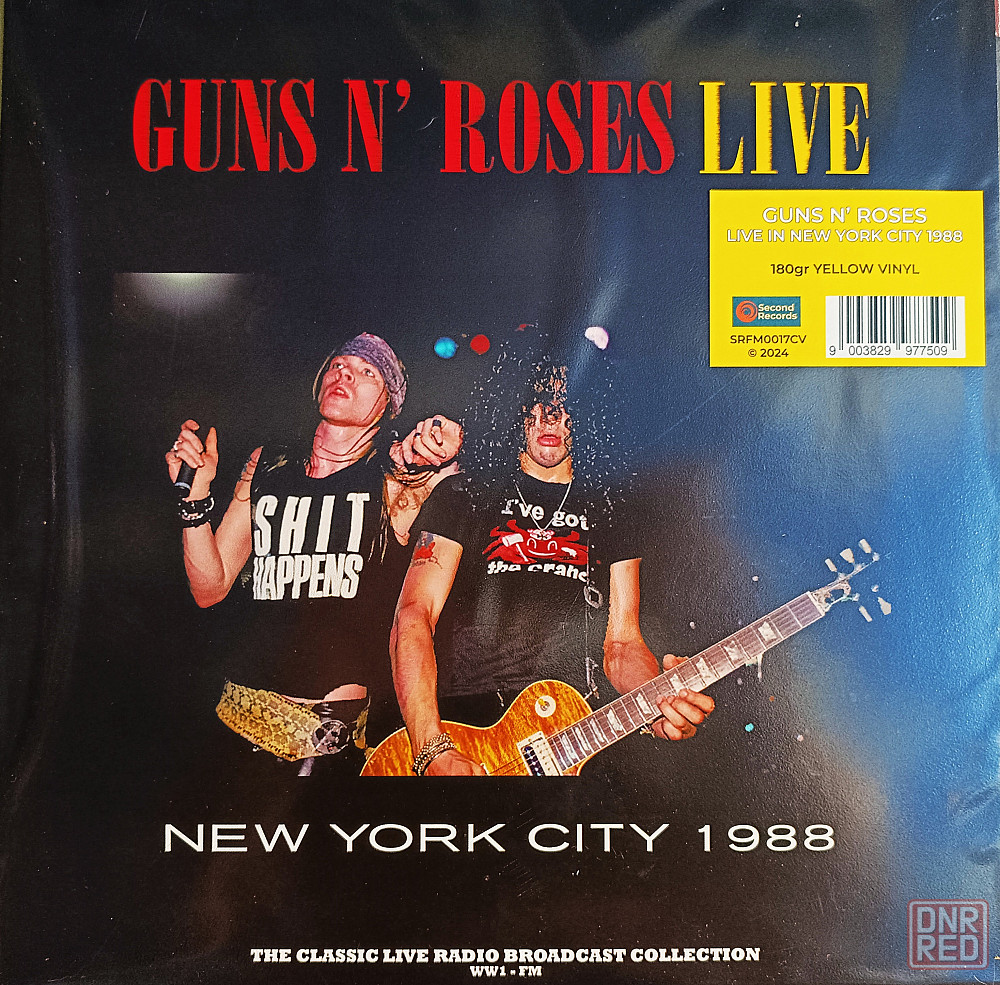 GUNS N' ROSES LIVE
GUNS N' ROSES
LIVE IN NEW YORK CITY 1988
180gr YELLOW VINYL
Second
Records
SRFM0017CV
© 2024
9 003829 977509
SHIT
HAPPENS
I've got
the
NEW YORK CITY 1988
THE CLASSIC LIVE RADIO BROADCAST COLLECTION
WW1 - FM
DNR
RED